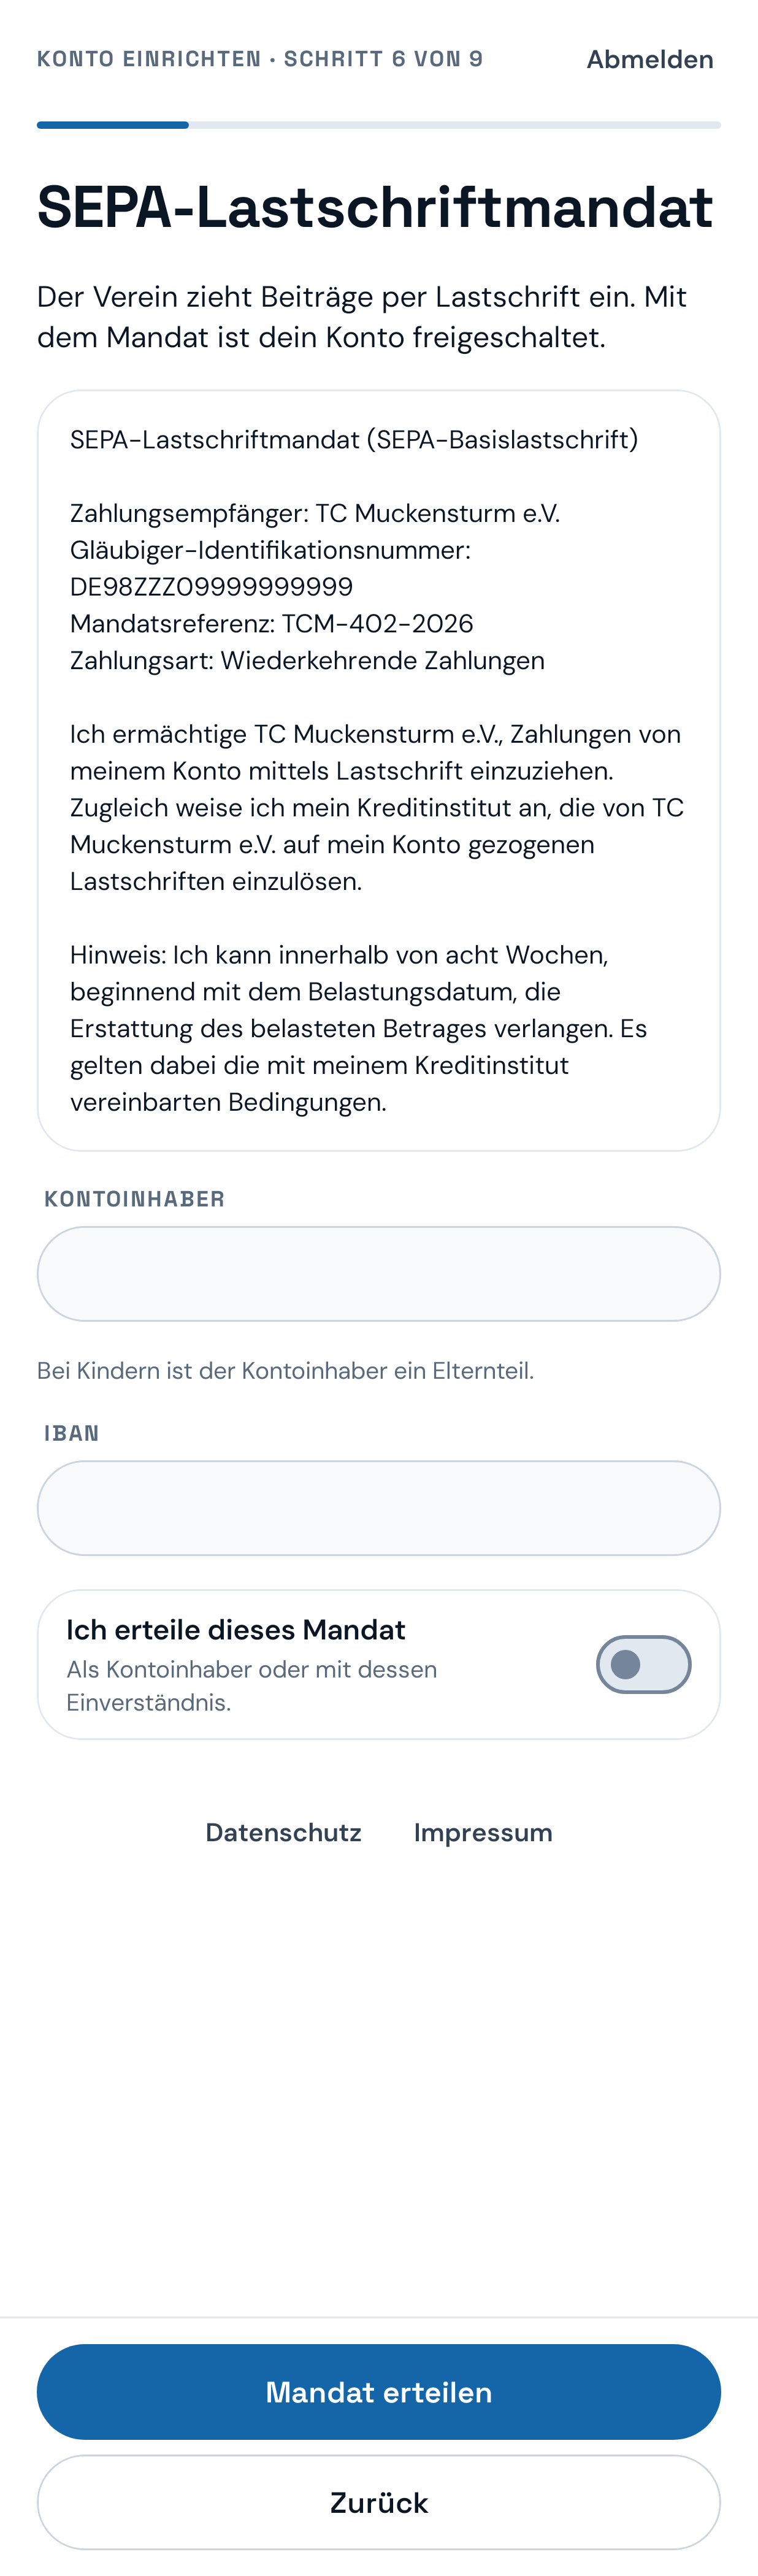 KONTO EINRICHTEN · SCHRITT 6 VON 9
Abmelden
SEPA-Lastschriftmandat
Der Verein zieht Beiträge per Lastschrift ein. Mit
dem Mandat ist dein Konto freigeschaltet.
SEPA-Lastschriftmandat (SEPA-Basislastschrift)
Zahlungsempfänger: TC Muckensturm e.V.
Gläubiger-Identifikationsnummer:
DE98ZZZ09999999999
Mandatsreferenz: TCM-402-2026
Zahlungsart: Wiederkehrende Zahlungen
Ich ermächtige TC Muckensturm e.V., Zahlungen von
meinem Konto mittels Lastschrift einzuziehen.
Zugleich weise ich mein Kreditinstitut an, die von TC
Muckensturm e.V. auf mein Konto gezogenen
Lastschriften einzulösen.
Hinweis: Ich kann innerhalb von acht Wochen,
beginnend mit dem Belastungsdatum, die
Erstattung des belasteten Betrages verlangen. Es
gelten dabei die mit meinem Kreditinstitut
vereinbarten Bedingungen.
KONTOINHABER
Bei Kindern ist der Kontoinhaber ein Elternteil.
IBAN
Ich erteile dieses Mandat
Als Kontoinhaber oder mit dessen
Einverständnis.
Datenschutz
Impressum
Mandat erteilen
Zurück